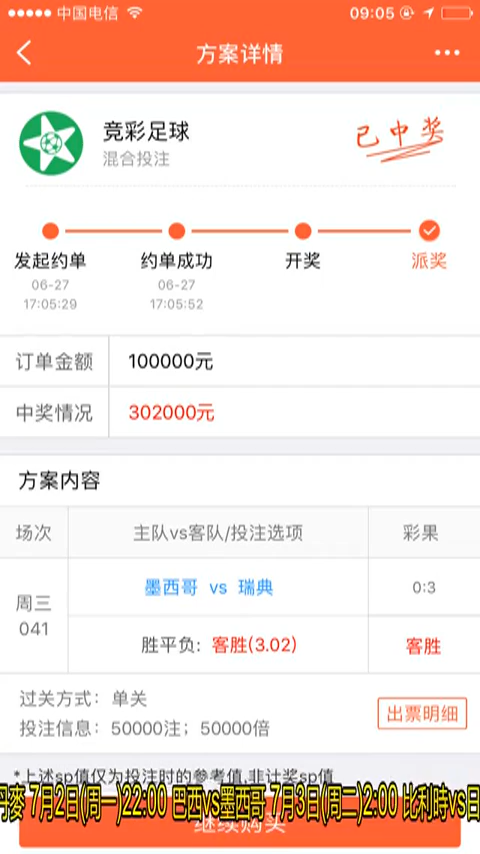 中国电信 09:05
方案详情
竞彩足球
混合投注
已中奖
发起约单 约单成功 开奖 派奖
06-27 06-27
17:05:29 17:05:52
订单金额 100000元
中奖情况 302000元
方案内容
场次 主队vs客队/投注选项 彩果
周三
041
墨西哥 vs 瑞典 0:3
胜平负: 客胜(3.02) 客胜
过关方式: 单关
投注信息: 50000注; 50000倍
出票明细
*上述sp值仅为投注时的参考值,非计奖sp值
丹麥 7月2日(周一)22:00 巴西vs墨西哥 7月3日(周二)2:00 比利時vs日
继续购买